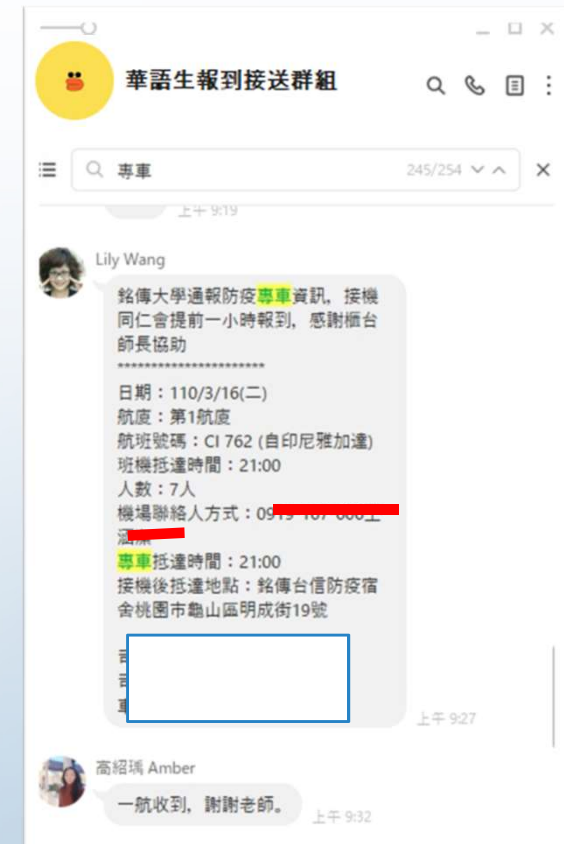 華語生報到接送群組
專車
245/254
上午 9:19
Lily Wang
銘傳大學通報防疫專車資訊，接機
同仁會提前一小時報到，感謝櫃台
師長協助
**********************
日期：110/3/16(二)
航廈：第1航廈
航班號碼：CI 762 (自印尼雅加達)
班機抵達時間：21:00
人數：7人
機場聯絡人方式：09
專車抵達時間：21:00
接機後抵達地點：銘傳台信防疫宿
舍桃園市龜山區明成街19號
上午 9:27
高紹瑀 Amber
一航收到，謝謝老師。
上午 9:32